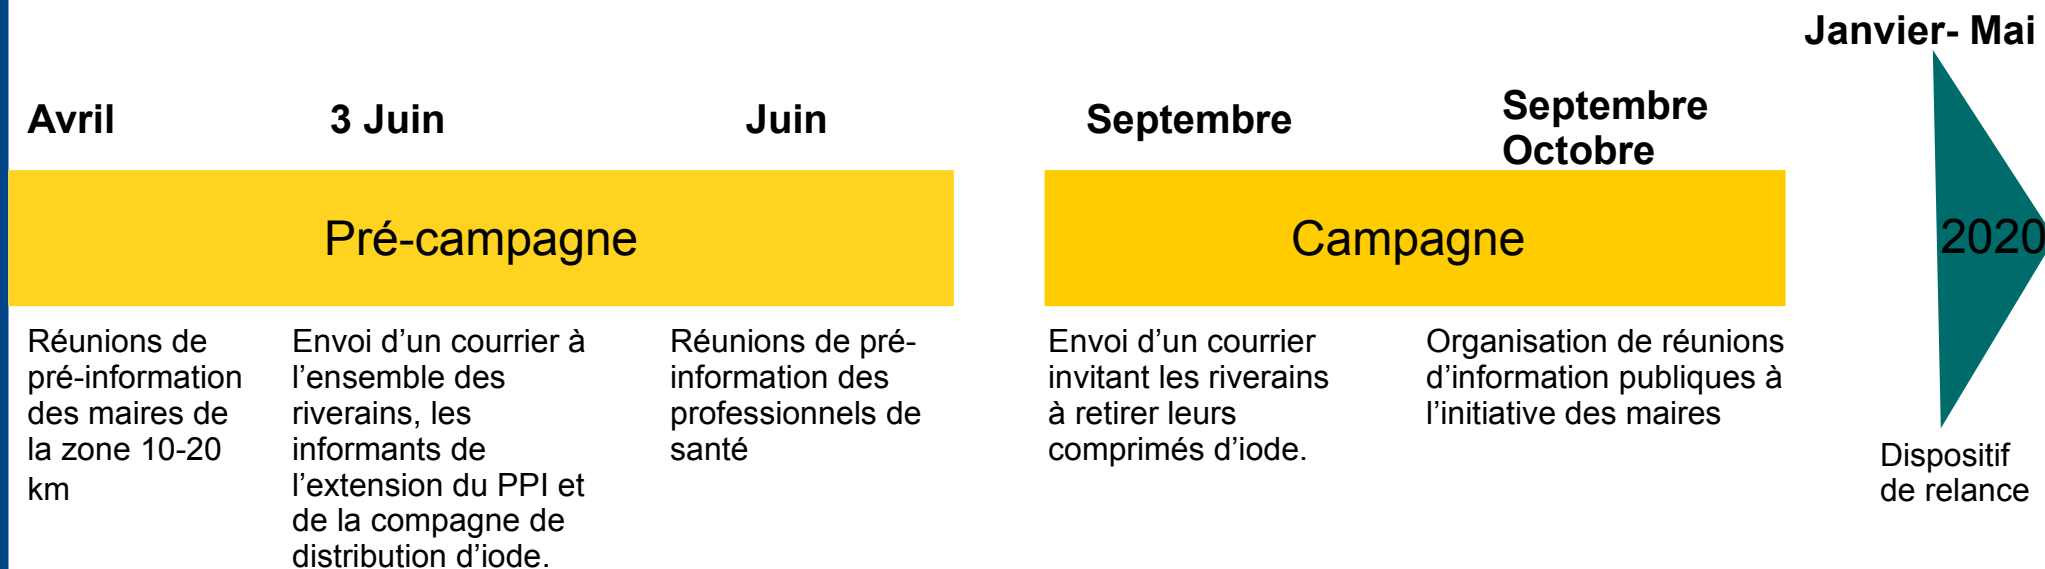 Janvier- Mai
Avril
3 Juin
Juin
Septembre
Septembre
Octobre
Pré-campagne
Campagne
2020
Réunions de
pré-information
des maires de
la zone 10-20
km
Envoi d’un courrier à
l’ensemble des
riverains, les
informants de
l’extension du PPI et
de la compagne de
distribution d’iode.
Réunions de pré-
information des
professionnels de
santé
Envoi d’un courrier
invitant les riverains
à retirer leurs
comprimés d’iode.
Organisation de réunions
d’information publiques à
l’initiative des maires
Dispositif
de relance